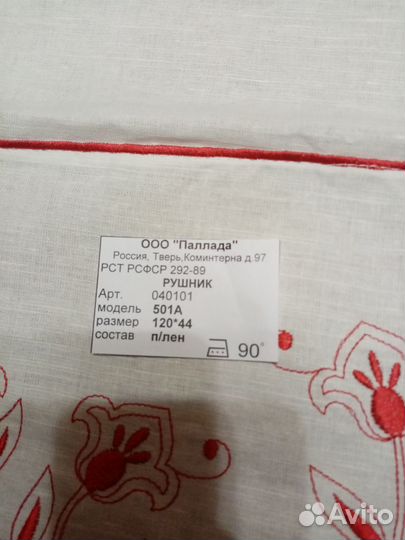 ООО "Паллада"
Россия, Тверь,Коминтерна д.97
РСТ РСФСР 292-89
РУШНИК
Арт. 040101
модель 501А
размер 120*44
состав п/лен 90°
Avito